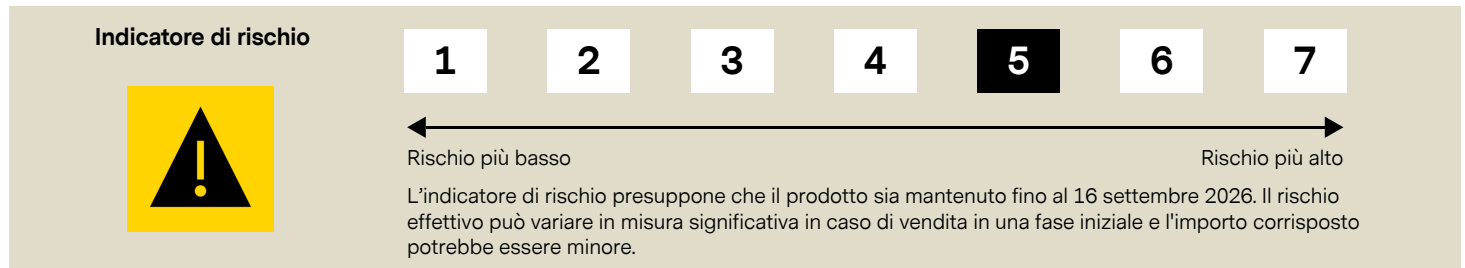 Indicatore di rischio
1 2 3 4 5 6 7
!
Rischio più basso
Rischio più alto
L’indicatore di rischio presuppone che il prodotto sia mantenuto fino al 16 settembre 2026. Il rischio
effettivo può variare in misura significativa in caso di vendita in una fase iniziale e l'importo corrisposto
potrebbe essere minore.